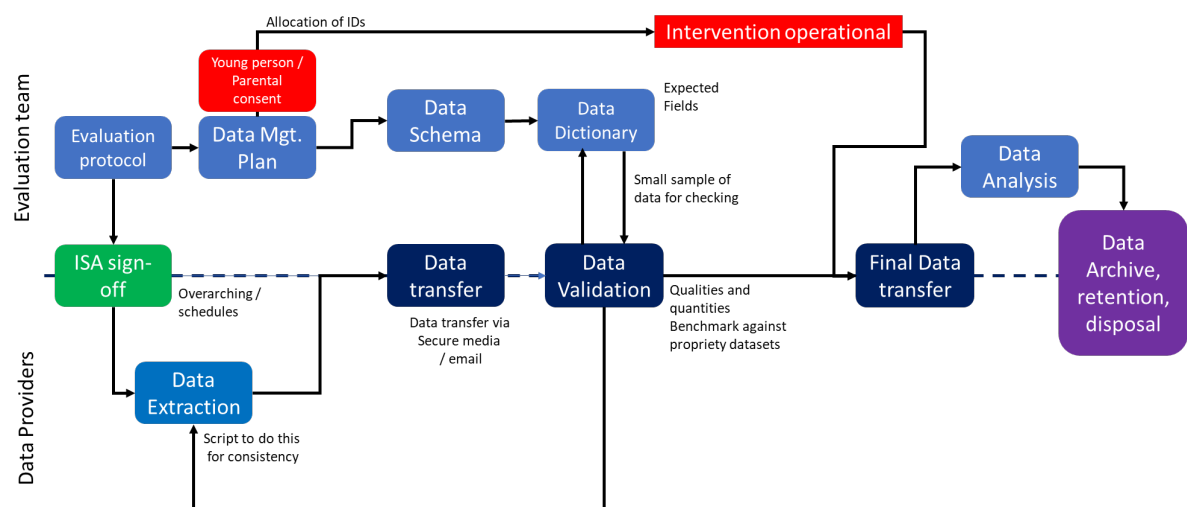 Allocation of IDs
Intervention operational
Young person /
Parental
consent
Evaluation team
Evaluation
protocol
Data Mgt.
Plan
Data
Schema
Data
Dictionary
Expected
Fields
Small sample of
data for checking
Data
Analysis
ISA sign-
off
Overarching /
schedules
Data
transfer
Data transfer via
Secure media
/ email
Data
Validation
Qualities and
quantities
Benchmark against
propriety datasets
Final Data
transfer
Data
Archive,
retention,
disposal
Data Providers
Data
Extraction
Script to do this
for consistency